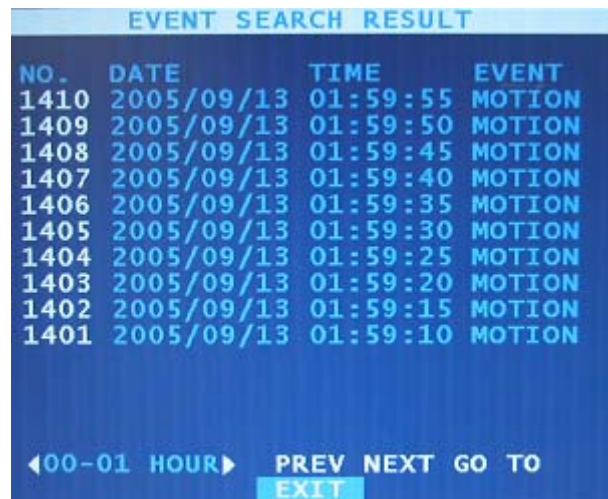 EVENT SEARCH RESULT
NO. DATE TIME EVENT
1410 2005/09/13 01:59:55 MOTION
1409 2005/09/13 01:59:50 MOTION
1408 2005/09/13 01:59:45 MOTION
1407 2005/09/13 01:59:40 MOTION
1406 2005/09/13 01:59:35 MOTION
1405 2005/09/13 01:59:30 MOTION
1404 2005/09/13 01:59:25 MOTION
1403 2005/09/13 01:59:20 MOTION
1402 2005/09/13 01:59:15 MOTION
1401 2005/09/13 01:59:10 MOTION
00-01 HOUR PREV NEXT GO TO
EXIT